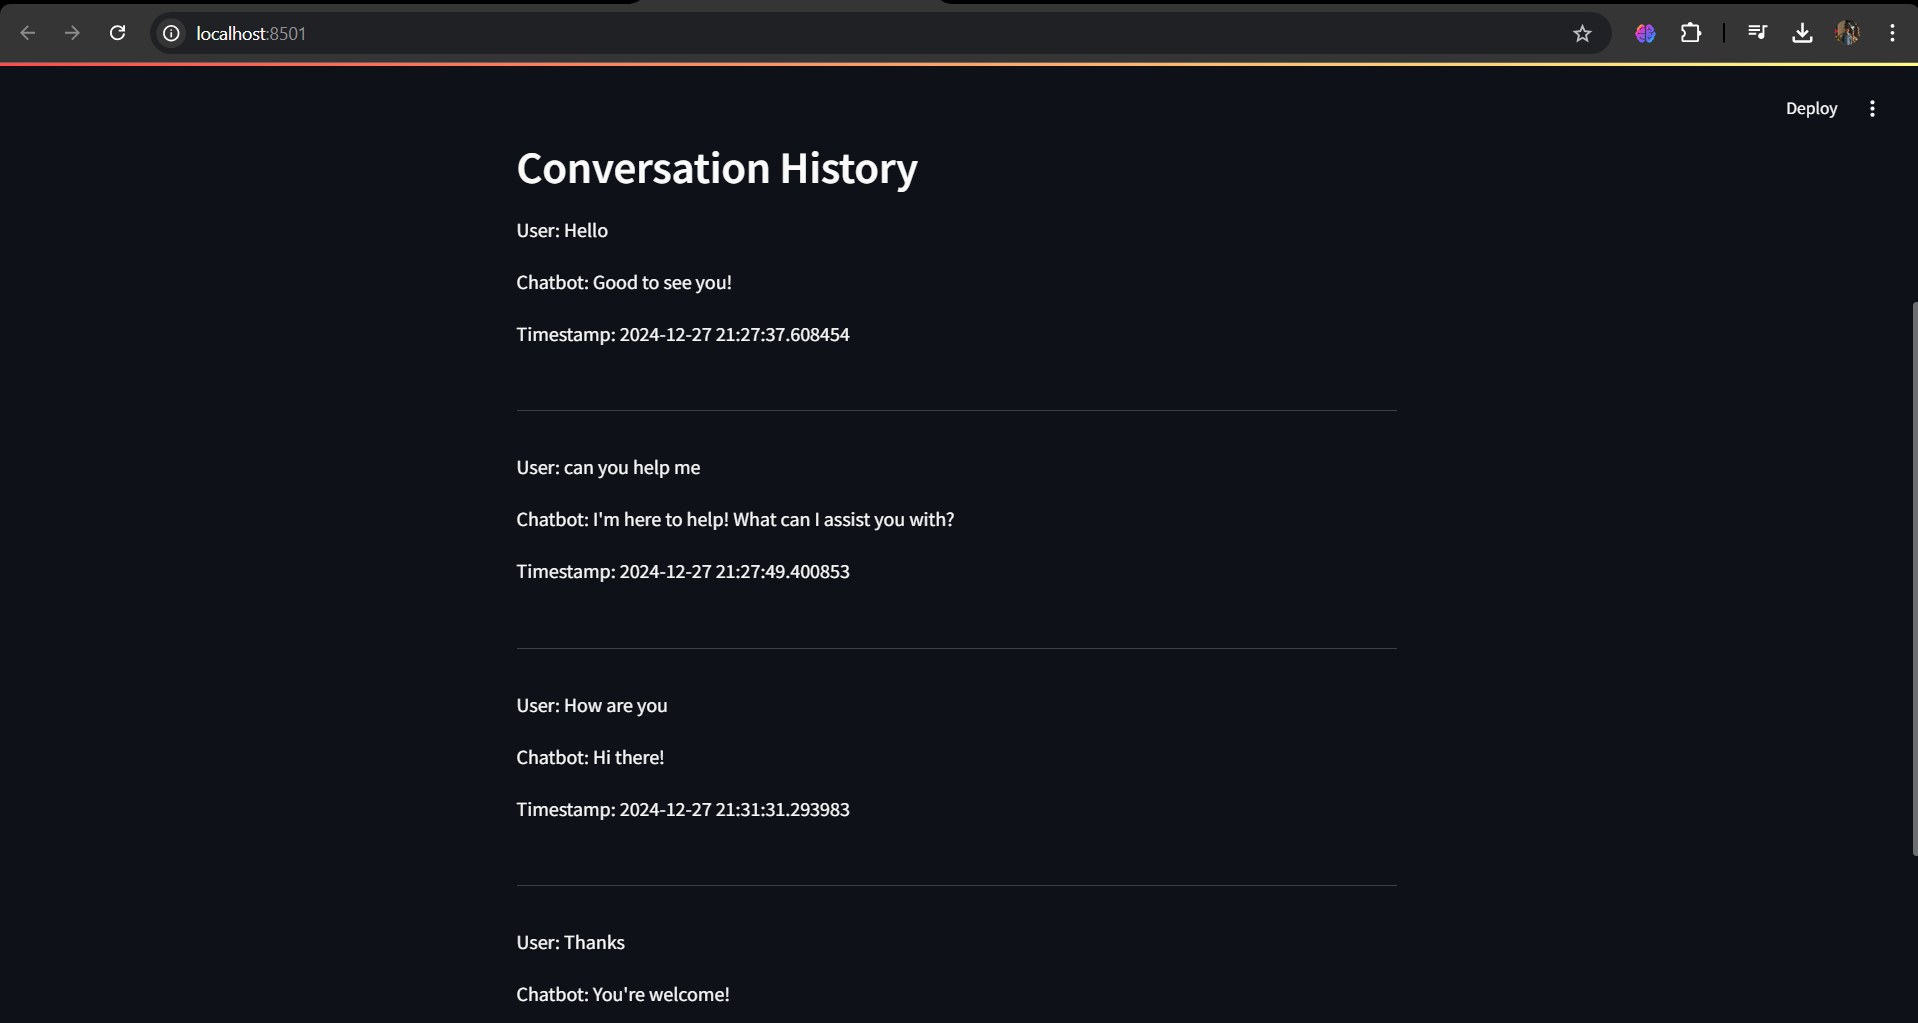 localhost:8501
Deploy
Conversation History
User: Hello
Chatbot: Good to see you!
Timestamp: 2024-12-27 21:27:37.608454
User: can you help me
Chatbot: I'm here to help! What can I assist you with?
Timestamp: 2024-12-27 21:27:49.400853
User: How are you
Chatbot: Hi there!
Timestamp: 2024-12-27 21:31:31.293983
User: Thanks
Chatbot: You're welcome!